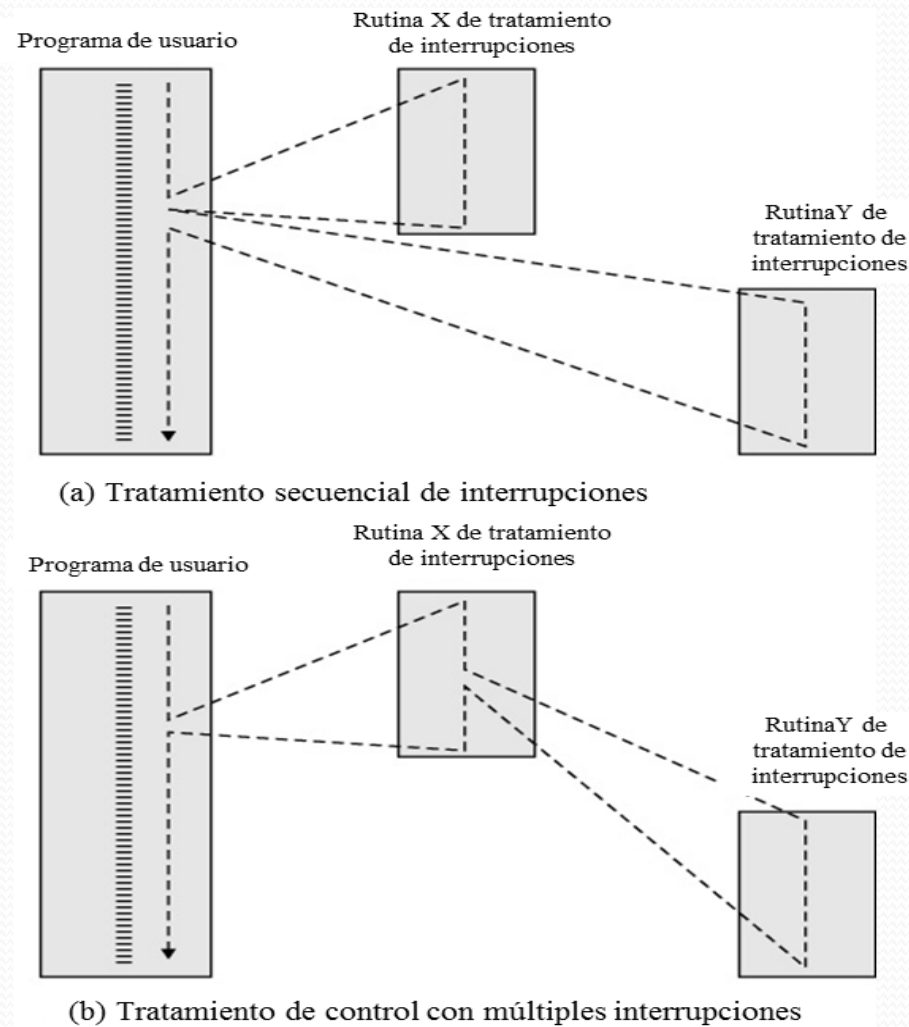 Programa de usuario
Rutina X de tratamiento
de interrupciones
RutinaY de
tratamiento de
interrupciones
(a) Tratamiento secuencial de interrupciones
Programa de usuario
Rutina X de tratamiento
de interrupciones
RutinaY de
tratamiento de
interrupciones
(b) Tratamiento de control con múltiples interrupciones